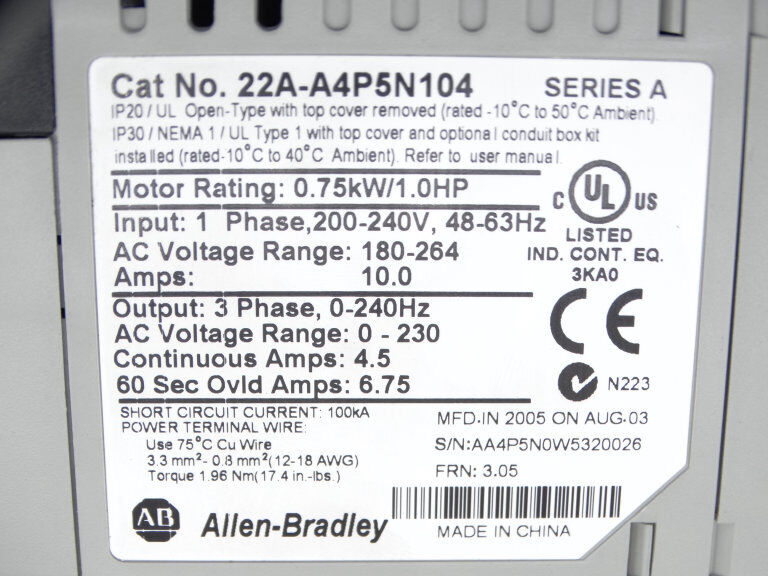 Cat No. 22A-A4P5N104 SERIES A
IP20 / UL Open-Type with top cover removed (rated -10°C to 50°C Ambient).
IP30 / NEMA 1 / UL Type 1 with top cover and optional conduit box kit
installed (rated-10°C to 40°C Ambient). Refer to user manual.
Motor Rating: 0.75kW/1.0HP
Input: 1 Phase,200-240V, 48-63Hz
AC Voltage Range: 180-264
Amps: 10.0
C UL US
LISTED
IND. CONT. EQ.
3KA0
Output: 3 Phase, 0-240Hz
AC Voltage Range: 0 - 230
Continuous Amps: 4.5
60 Sec Ovld Amps: 6.75
CE
N223
SHORT CIRCUIT CURRENT: 100kA
POWER TERMINAL WIRE:
Use 75°C Cu Wire
3.3 mm²- 0.8 mm²(12-18 AWG)
Torque 1.96 Nm(17.4 in.-lbs.)
MFD.IN 2005 ON AUG.03
S/N:AA4P5N0W5320026
FRN: 3.05
AB Allen-Bradley
MADE IN CHINA